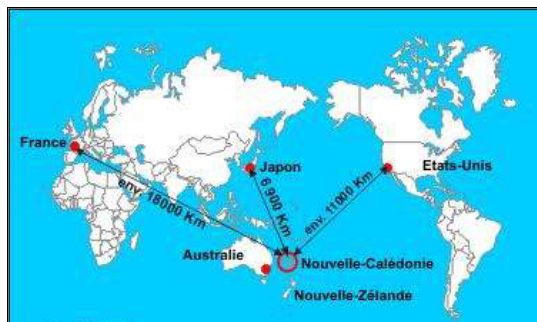 France
Japon
Etats-Unis
env. 18000 Km
6 900 Km
env. 11000 Km
Australie
Nouvelle-Calédonie
Nouvelle-Zélande